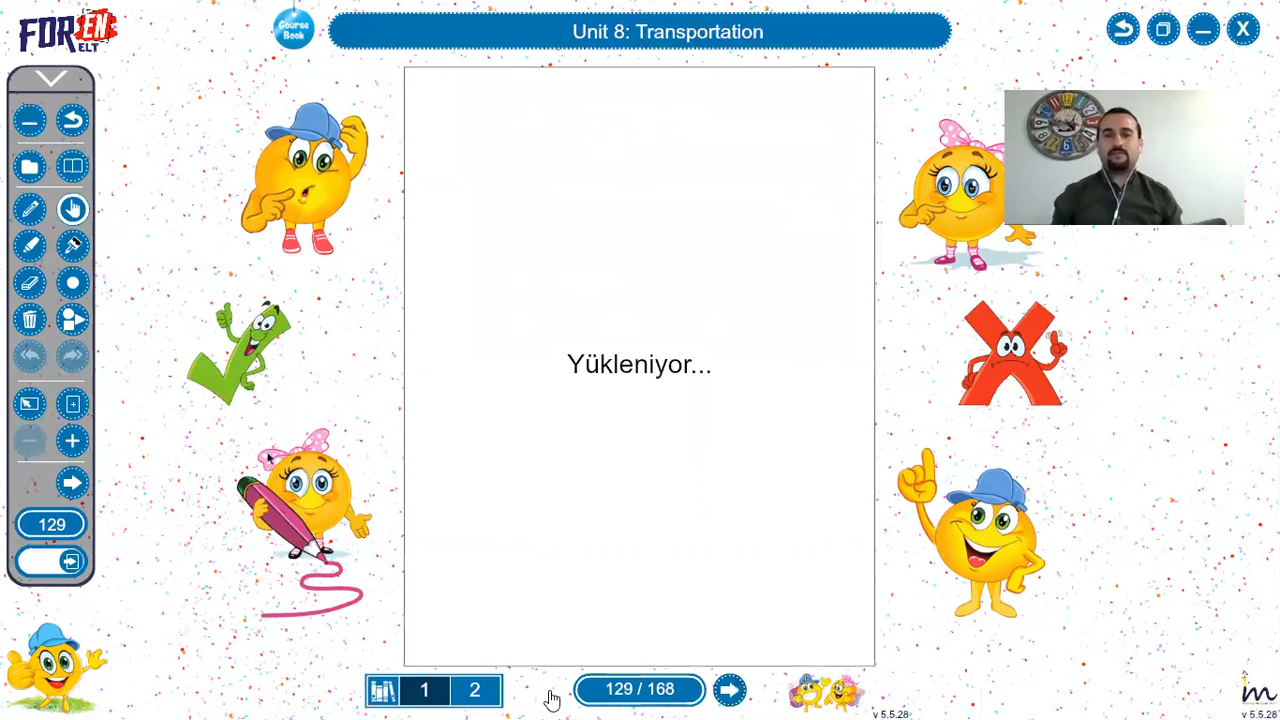 FOREN
ELT
Course
Book
Unit 8: Transportation
X
Yükleniyor...
129
1
2
129 / 168
v 5.5.28
v 5.5.28